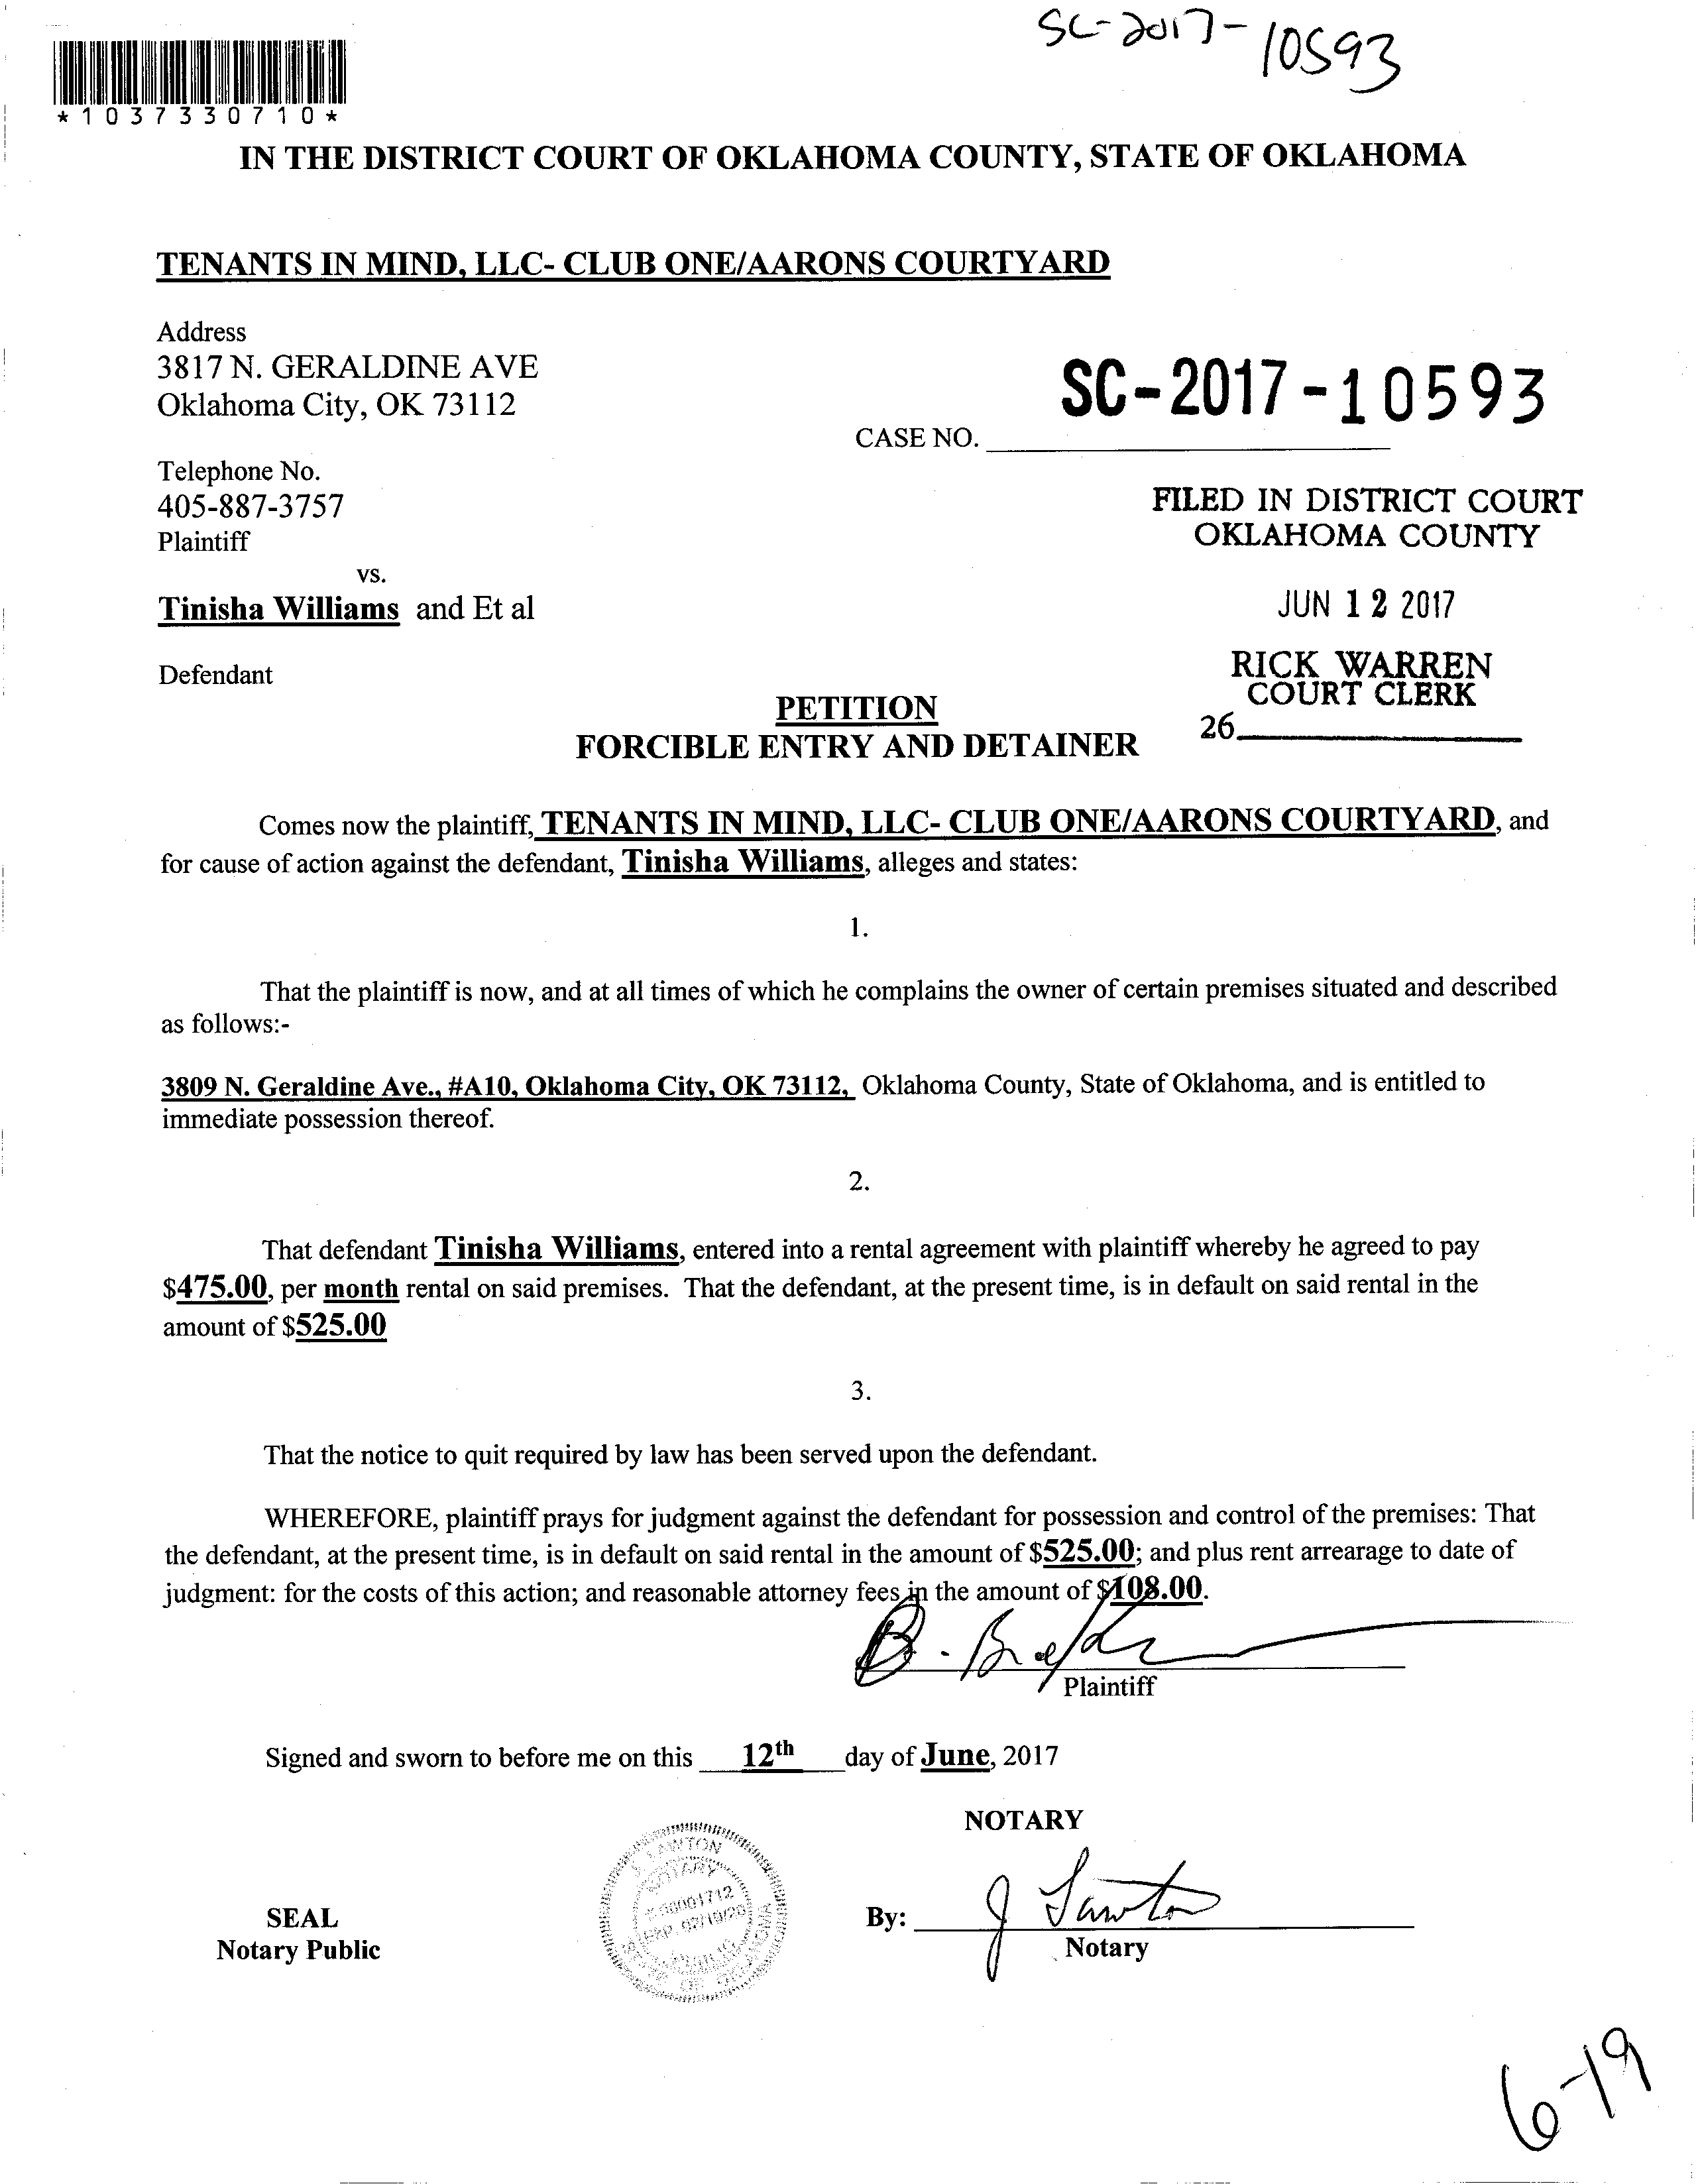 SC-2017-10593
*1037330710*
IN THE DISTRICT COURT OF OKLAHOMA COUNTY, STATE OF OKLAHOMA
TENANTS IN MIND, LLC- CLUB ONE/AARONS COURTYARD
Address
3817 N. GERALDINE AVE
Oklahoma City, OK 73112
SC-2017-10593
CASE NO.
Telephone No.
405-887-3757
Plaintiff
FILED IN DISTRICT COURT
OKLAHOMA COUNTY
vs.
Tinisha Williams and Et al
JUN 12 2017
Defendant
RICK WARREN
COURT CLERK
26
PETITION
FORCIBLE ENTRY AND DETAINER
Comes now the plaintiff, TENANTS IN MIND, LLC- CLUB ONE/AARONS COURTYARD, and
for cause of action against the defendant, Tinisha Williams, alleges and states:
1.
That the plaintiff is now, and at all times of which he complains the owner of certain premises situated and described
as follows:-
3809 N. Geraldine Ave., #A10, Oklahoma City, OK 73112, Oklahoma County, State of Oklahoma, and is entitled to
immediate possession thereof.
2.
That defendant Tinisha Williams, entered into a rental agreement with plaintiff whereby he agreed to pay
$475.00, per month rental on said premises. That the defendant, at the present time, is in default on said rental in the
amount of $525.00
3.
That the notice to quit required by law has been served upon the defendant.
WHEREFORE, plaintiff prays for judgment against the defendant for possession and control of the premises: That
the defendant, at the present time, is in default on said rental in the amount of $525.00; and plus rent arrearage to date of
judgment: for the costs of this action; and reasonable attorney fees in the amount of $108.00.
Plaintiff
Signed and sworn to before me on this 12th day of June, 2017
NOTARY
LAWTON
NOTARY
SEAL
Notary Public
By: J Lawton
Notary
6-19